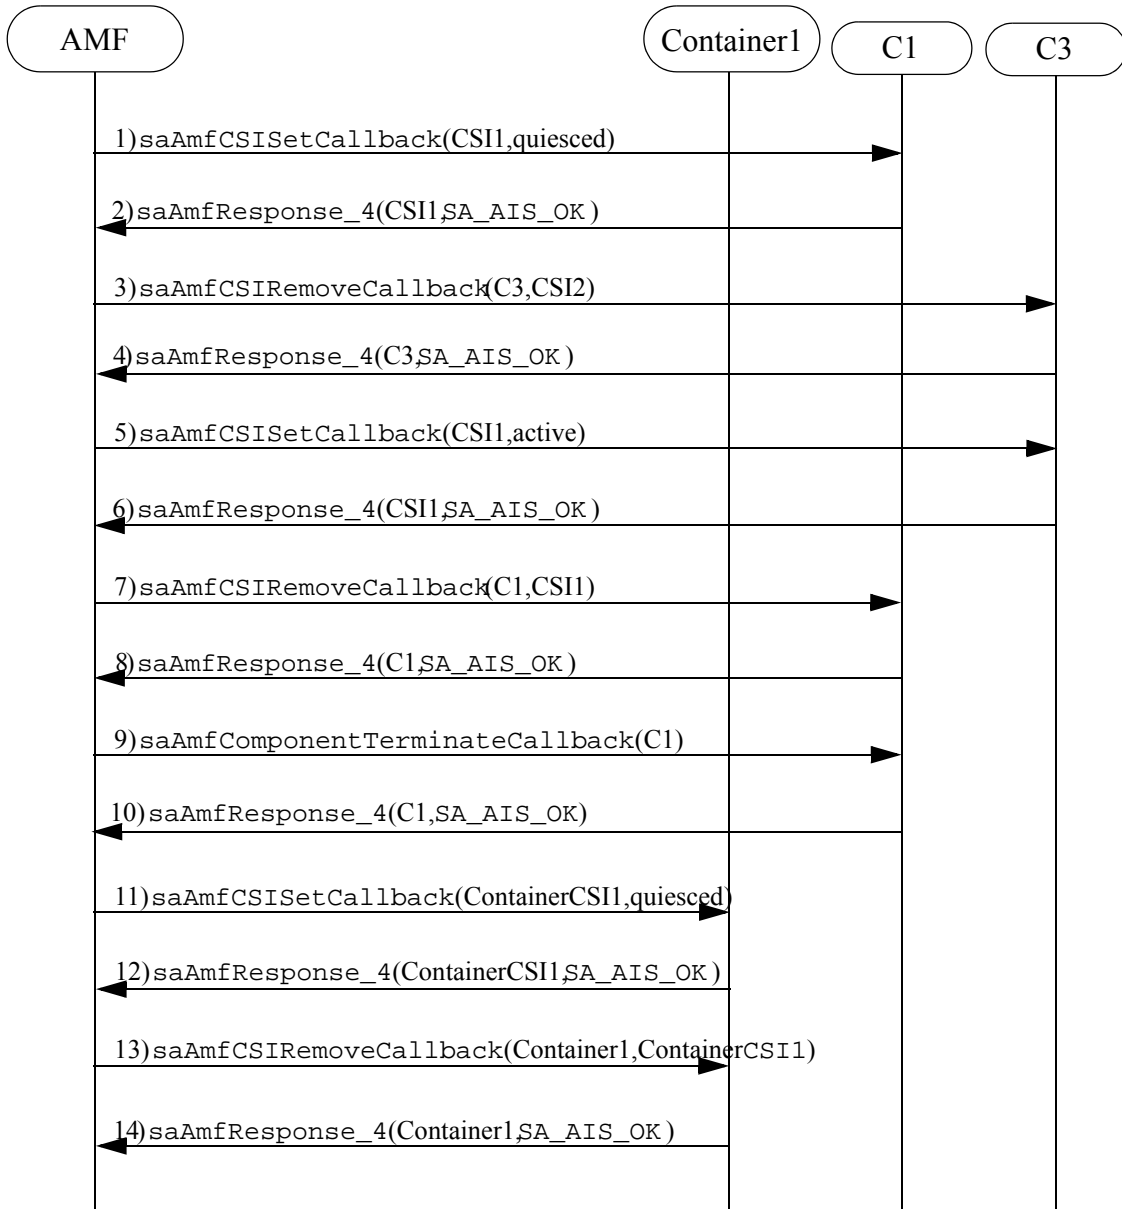 AMF
Container1
C1
C3
1)saAmfCSISetCallback(CSI1,quiesced)
2)saAmfResponse_4(CSI1,SA_AIS_OK)
3)saAmfCSIRemoveCallback(C3,CSI2)
4)saAmfResponse_4(C3,SA_AIS_OK)
5)saAmfCSISetCallback(CSI1,active)
6)saAmfResponse_4(CSI1,SA_AIS_OK)
7)saAmfCSIRemoveCallback(C1,CSI1)
8)saAmfResponse_4(C1,SA_AIS_OK)
9)saAmfComponentTerminateCallback(C1)
10)saAmfResponse_4(C1,SA_AIS_OK)
11)saAmfCSISetCallback(ContainerCSI1,quiesced)
12)saAmfResponse_4(ContainerCSI1,SA_AIS_OK)
13)saAmfCSIRemoveCallback(Container1,ContainerCSI1)
14)saAmfResponse_4(Container1,SA_AIS_OK)